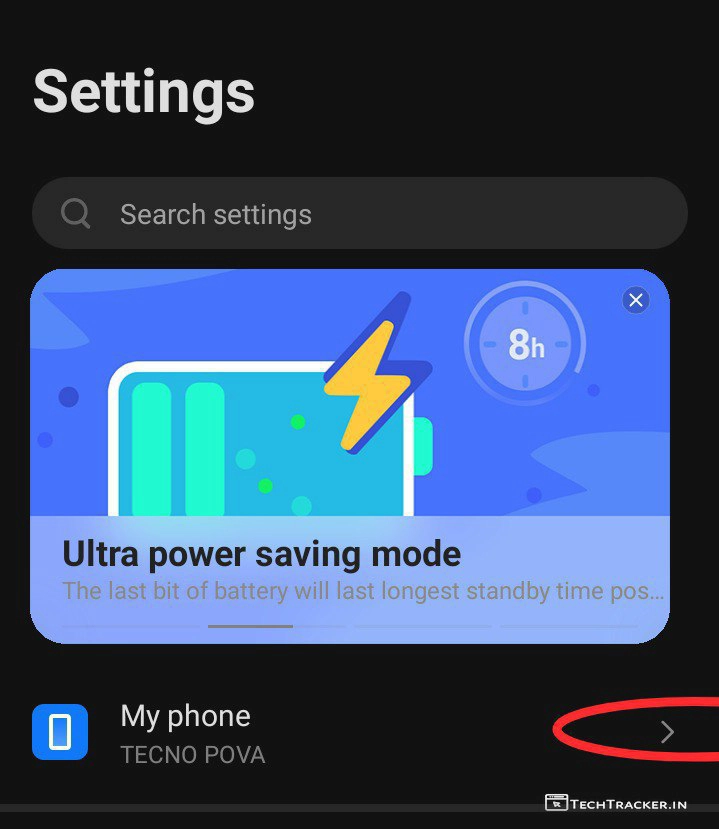 Settings
Search settings
8h
Ultra power saving mode
The last bit of battery will last longest standby time pos...
My phone
TECNO POVA
TECHTRACKER.IN